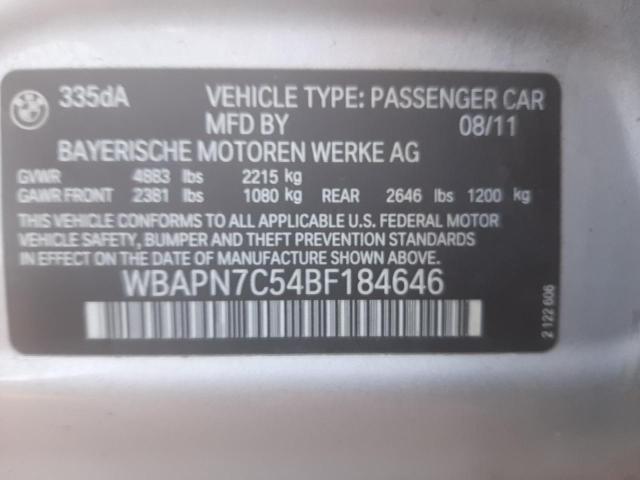 335dA VEHICLE TYPE: PASSENGER CAR
MFD BY 08/11
BAYERISCHE MOTOREN WERKE AG
GVWR 4883 lbs 2215 kg
GAWR FRONT 2381 lbs 1080 kg REAR 2646 lbs 1200 kg
THIS VEHICLE CONFORMS TO ALL APPLICABLE U.S. FEDERAL MOTOR
VEHICLE SAFETY, BUMPER AND THEFT PREVENTION STANDARDS
IN EFFECT ON THE DATE OF MANUFACTURE SHOWN ABOVE.
WBAPN7C54BF184646
2 122 606